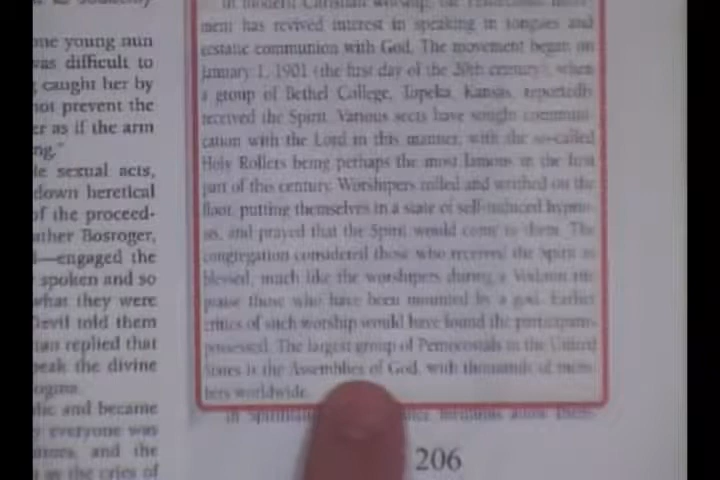 one young nun
was difficult to
caught her by
not prevent the
er as if the arm
ng."
le sexual acts,
down heretical
of the proceed-
ather Bosroger,
—engaged the
spoken and so
what they were
Devil told them
an replied that
peak the divine
ogma
lic and became
everyone was
and the
as the cries of
In modern Christian worship, the Pentecostal move-
ment has revived interest in speaking in tongues and
ecstatic communion with God. The movement began on
January 1, 1901 (the first day of the 20th century), when
a group of Bethel College, Topeka, Kansas, reportedly
received the Spirit. Various sects have sought communi-
cation with the Lord in this manner, with the so-called
Holy Rollers being perhaps the most famous in the first
part of this century. Worshipers rolled and writhed on the
floor, putting themselves in a state of self-induced hypno-
sis, and prayed that the Spirit would come to them. The
congregation considered those who received the Spirit as
blessed, much like the worshipers during a Vodoun rite
praise those who have been mounted by a god. Earlier
critics of such worship would have found the participants
possessed. The largest group of Pentecostals in the United
States is the Assemblies of God, with thousands of mem-
bers worldwide.
206